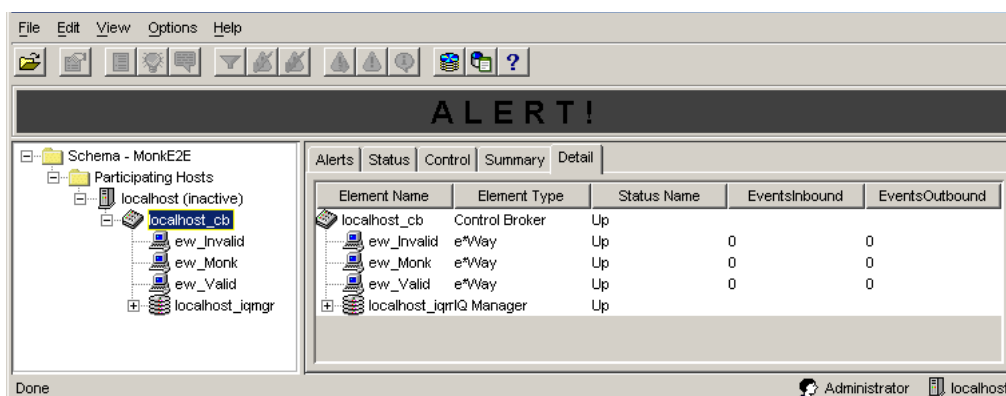 File Edit View Options Help
ALERT!
Schema - MonkE2E
Participating Hosts
localhost (inactive)
localhost_cb
ew_Invalid
ew_Monk
ew_Valid
localhost_iqmgr
Alerts Status Control Summary Detail
Element Name Element Type Status Name EventsInbound EventsOutbound
localhost_cb Control Broker Up
ew_Invalid e*Way Up 0 0
ew_Monk e*Way Up 0 0
ew_Valid e*Way Up 0 0
localhost_iqmIQ Manager Up
Done Administrator localhost